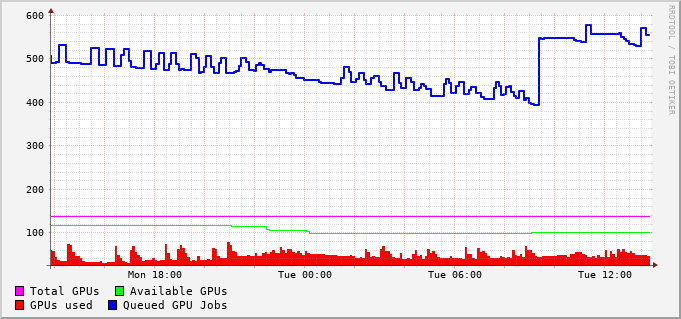 600
500
400
300
200
100
Mon 18:00 Tue 00:00 Tue 06:00 Tue 12:00
Total GPUs Available GPUs
GPUs used Queued GPU Jobs
RRDTOOL / TOBI OETIKER